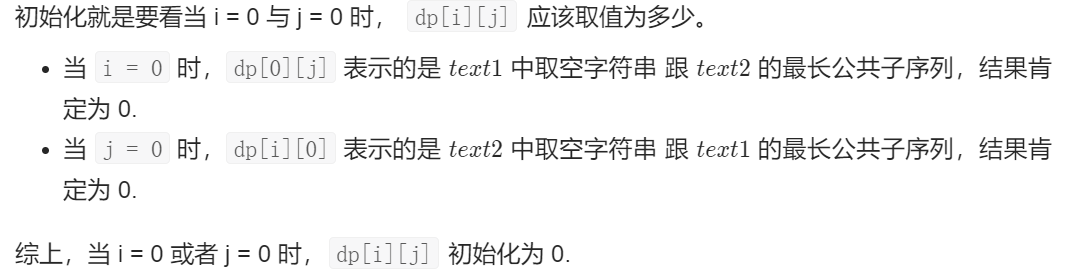 初始化就是要看当 i = 0 与 j = 0 时， dp[i][j] 应该取值为多少。
• 当 i = 0 时，dp[0][j] 表示的是 text1 中取空字符串 跟 text2 的最长公共子序列，结果肯
定为 0.
• 当 j = 0 时，dp[i][0] 表示的是 text2 中取空字符串 跟 text1 的最长公共子序列，结果肯
定为 0.
综上，当 i = 0 或者 j = 0 时，dp[i][j] 初始化为 0.